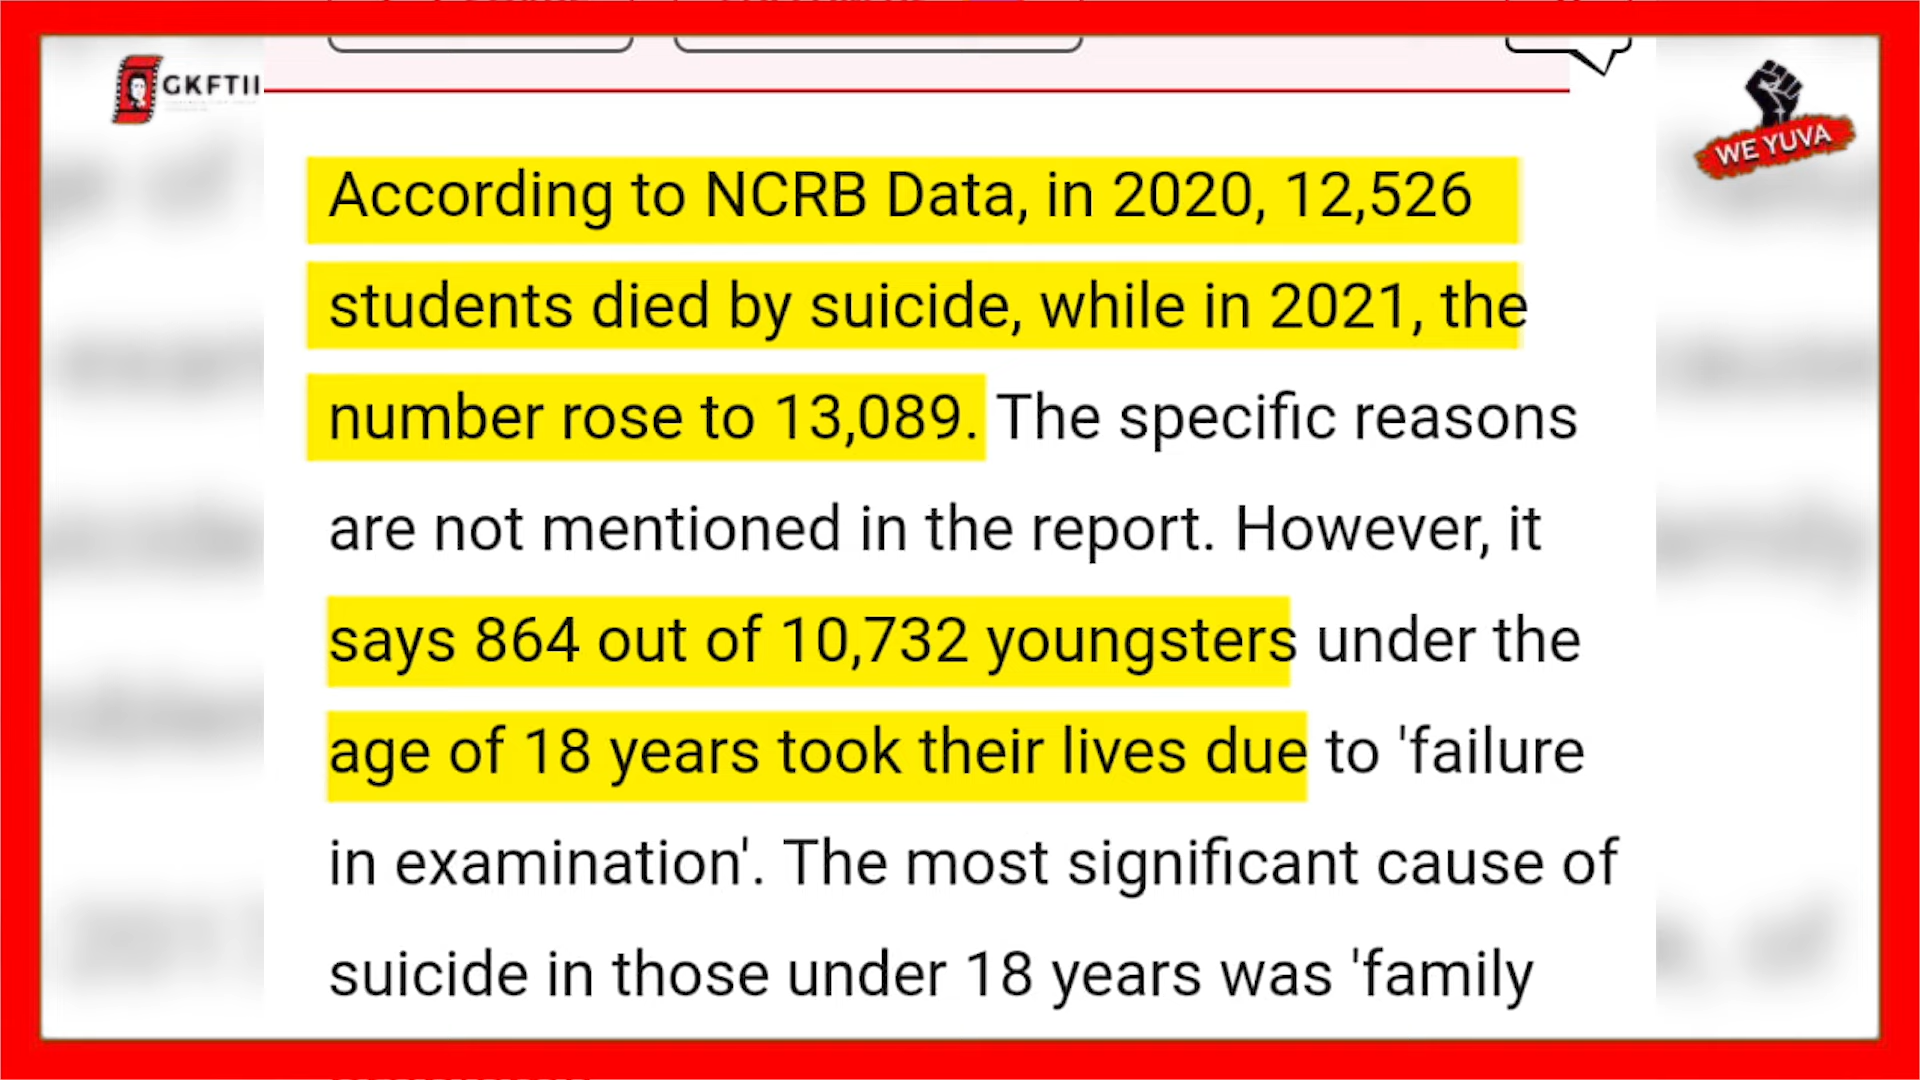 GKFTII
WE YUVA
According to NCRB Data, in 2020, 12,526
students died by suicide, while in 2021, the
number rose to 13,089. The specific reasons
are not mentioned in the report. However, it
says 864 out of 10,732 youngsters under the
age of 18 years took their lives due to 'failure
in examination'. The most significant cause of
suicide in those under 18 years was 'family